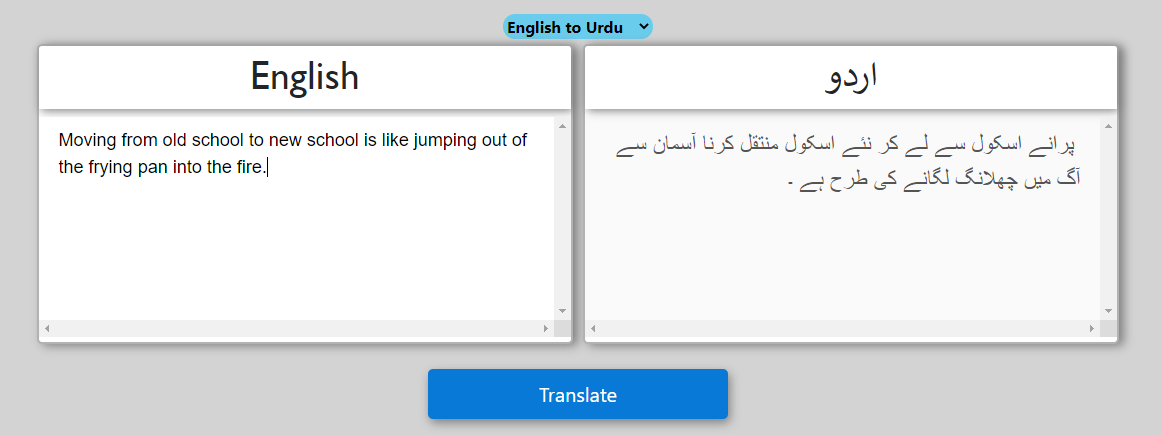 English to Urdu
English
اردو
Moving from old school to new school is like jumping out of
the frying pan into the fire.
پرانے اسکول سے لے کر نئے اسکول منتقل کرنا آسمان سے
آگ میں چھلانگ لگانے کی طرح ہے ۔
Translate